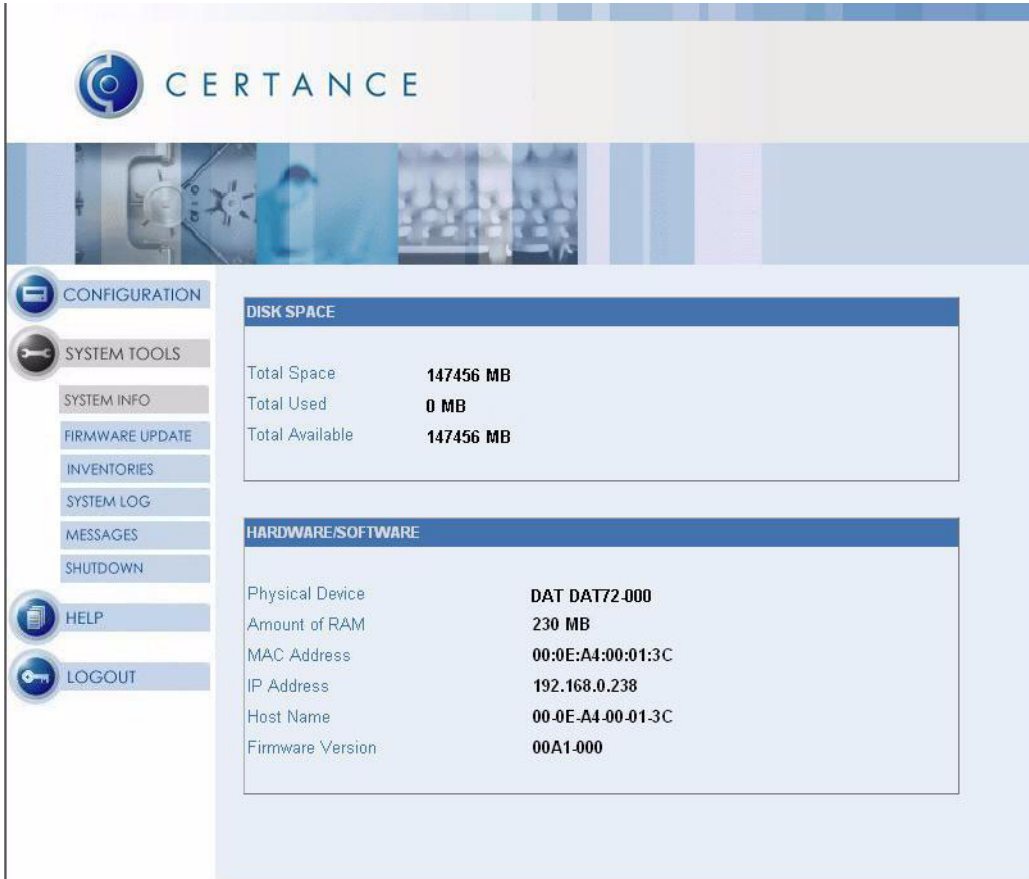 CERTANCE
CONFIGURATION
SYSTEM TOOLS
SYSTEM INFO
FIRMWARE UPDATE
INVENTORIES
SYSTEM LOG
MESSAGES
SHUTDOWN
HELP
LOGOUT
DISK SPACE
Total Space 147456 MB
Total Used 0 MB
Total Available 147456 MB
HARDWARE/SOFTWARE
Physical Device DAT DAT72-000
Amount of RAM 230 MB
MAC Address 00:0E:A4:00:01:3C
IP Address 192.168.0.238
Host Name 00-0E-A4-00-01-3C
Firmware Version 00A1-000